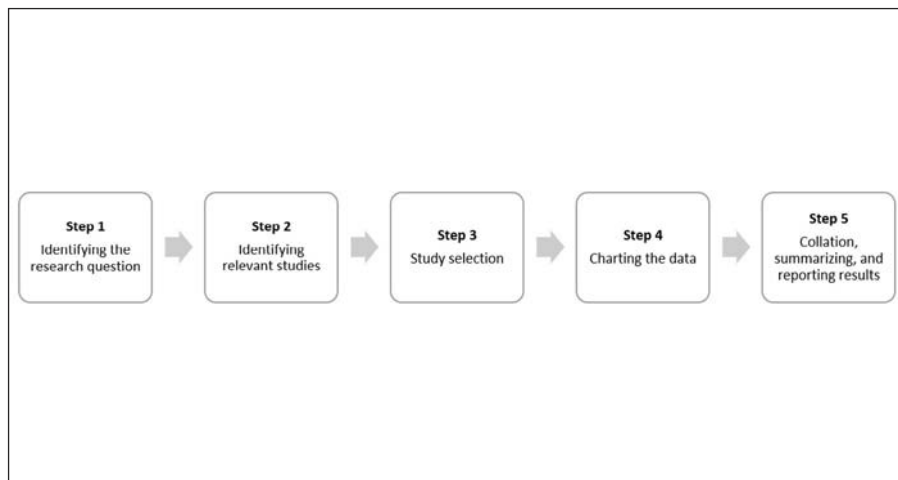 Step 1
Identifying the
research question
Step 2
Identifying
relevant studies
Step 3
Study selection
Step 4
Charting the data
Step 5
Collation,
summarizing, and
reporting results